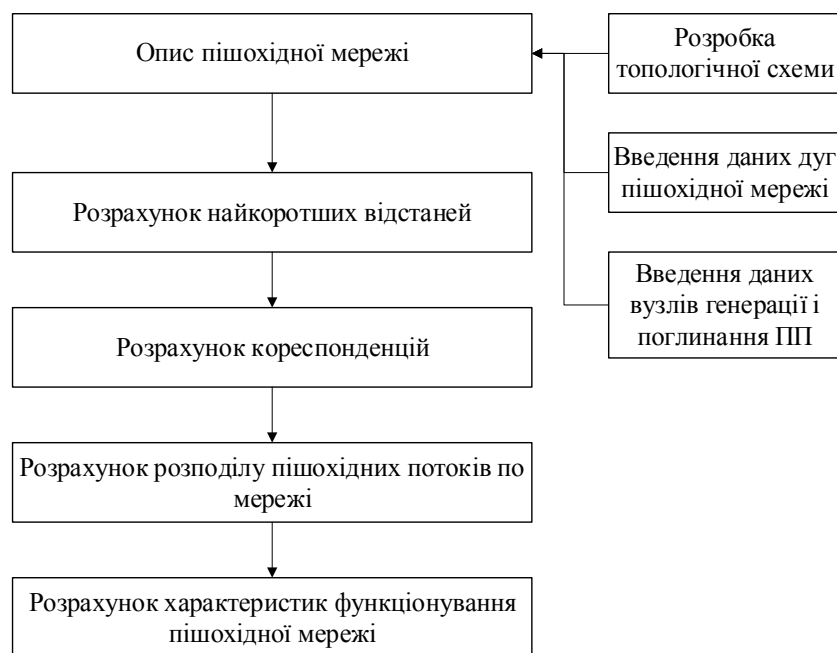 Опис пішохідної мережі
Розробка
топологічної схеми
Введення даних дуг
пішохідної мережі
Розрахунок найкоротших відстаней
Введення даних
вузлів генерації і
поглинання ПП
Розрахунок кореспонденцій
Розрахунок розподілу пішохідних потоків по
мережі
Розрахунок характеристик функціонування
пішохідної мережі